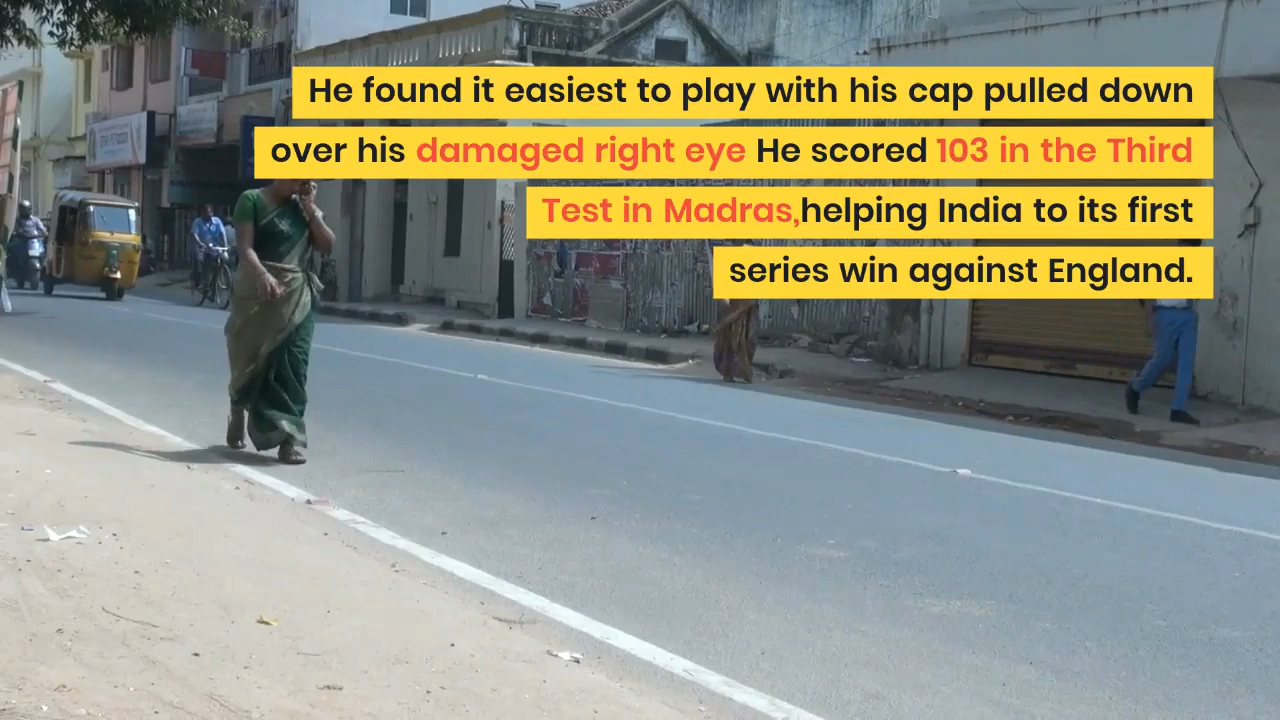 He found it easiest to play with his cap pulled down
over his damaged right eye He scored 103 in the Third
Test in Madras,helping India to its first
series win against England.